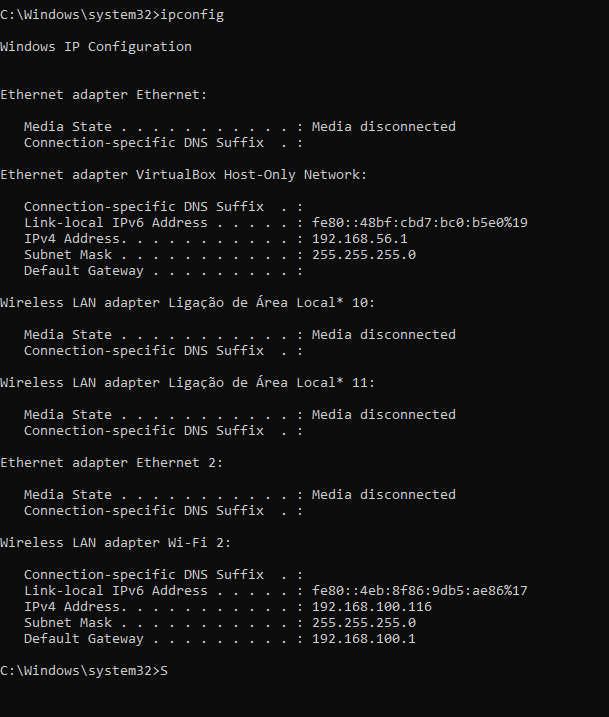 C:\Windows\system32>ipconfig
Windows IP Configuration
Ethernet adapter Ethernet:
   Media State . . . . . . . . . . . : Media disconnected
   Connection-specific DNS Suffix  . :
Ethernet adapter VirtualBox Host-Only Network:
   Connection-specific DNS Suffix  . :
   Link-local IPv6 Address . . . . . : fe80::48bf:cbd7:bc0:b5e0%19
   IPv4 Address. . . . . . . . . . . : 192.168.56.1
   Subnet Mask . . . . . . . . . . . : 255.255.255.0
   Default Gateway . . . . . . . . . :
Wireless LAN adapter Ligação de Área Local* 10:
   Media State . . . . . . . . . . . : Media disconnected
   Connection-specific DNS Suffix  . :
Wireless LAN adapter Ligação de Área Local* 11:
   Media State . . . . . . . . . . . : Media disconnected
   Connection-specific DNS Suffix  . :
Ethernet adapter Ethernet 2:
   Media State . . . . . . . . . . . : Media disconnected
   Connection-specific DNS Suffix  . :
Wireless LAN adapter Wi-Fi 2:
   Connection-specific DNS Suffix  . :
   Link-local IPv6 Address . . . . . : fe80::4eb:8f86:9db5:ae86%17
   IPv4 Address. . . . . . . . . . . : 192.168.100.116
   Subnet Mask . . . . . . . . . . . : 255.255.255.0
   Default Gateway . . . . . . . . . : 192.168.100.1
C:\Windows\system32>S